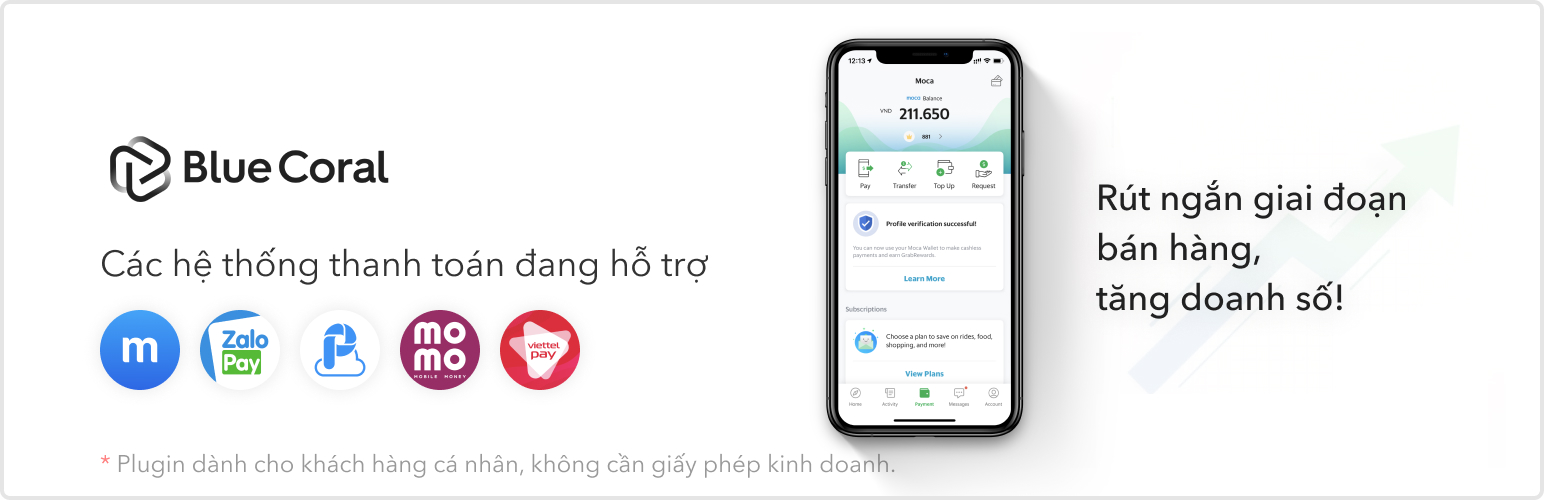 Blue Coral
Các hệ thống thanh toán đang hỗ trợ
m
Zalo
Pay
P
mo
mo
MOBILE MONEY
viettel
pay
* Plugin dành cho khách hàng cá nhân, không cần giấy phép kinh doanh.
12:13
Moca
moca Balance
VND 211.650
881
Pay Transfer Top Up Request
Profile verification successful!
You can now use your Moca Wallet to make cashless
payments and earn GrabRewards.
Learn More
Subscriptions
Choose a plan to save on rides, food,
shopping, and more!
View Plans
Home Activity Payment Messages Account
Rút ngắn giai đoạn
bán hàng,
tăng doanh số!